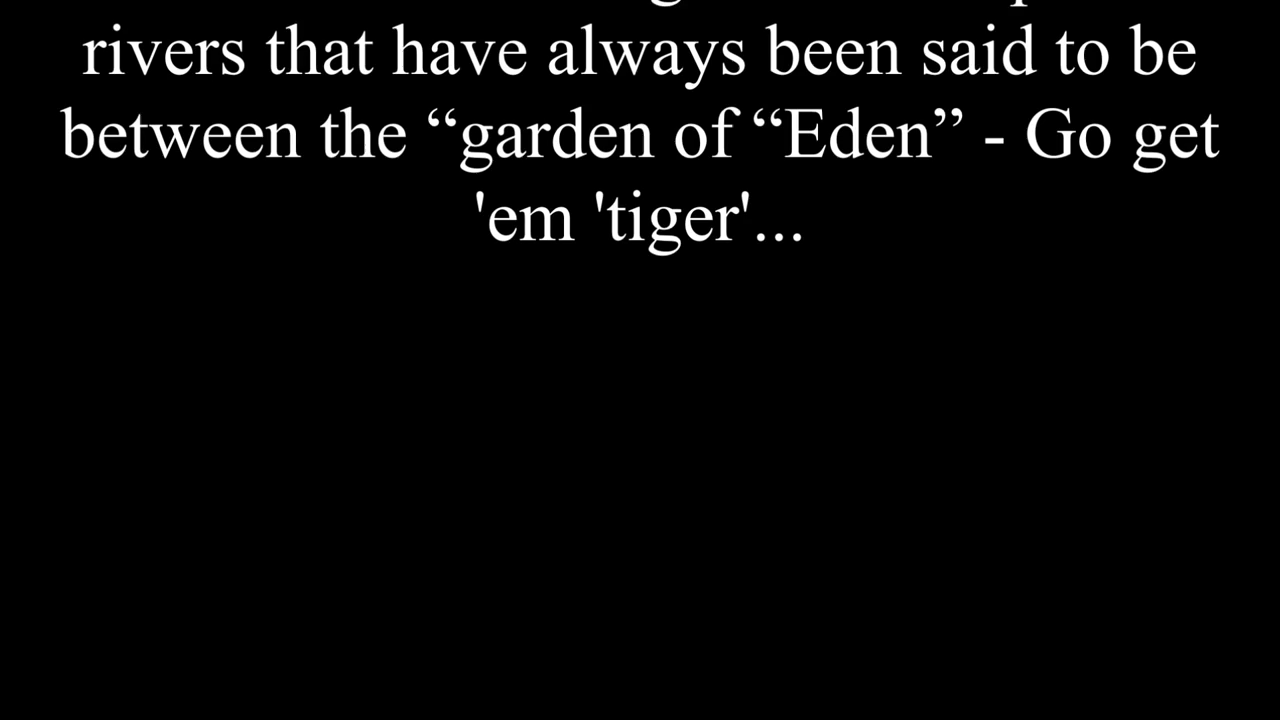 rivers that have always been said to be
between the “garden of “Eden” - Go get
'em 'tiger'...